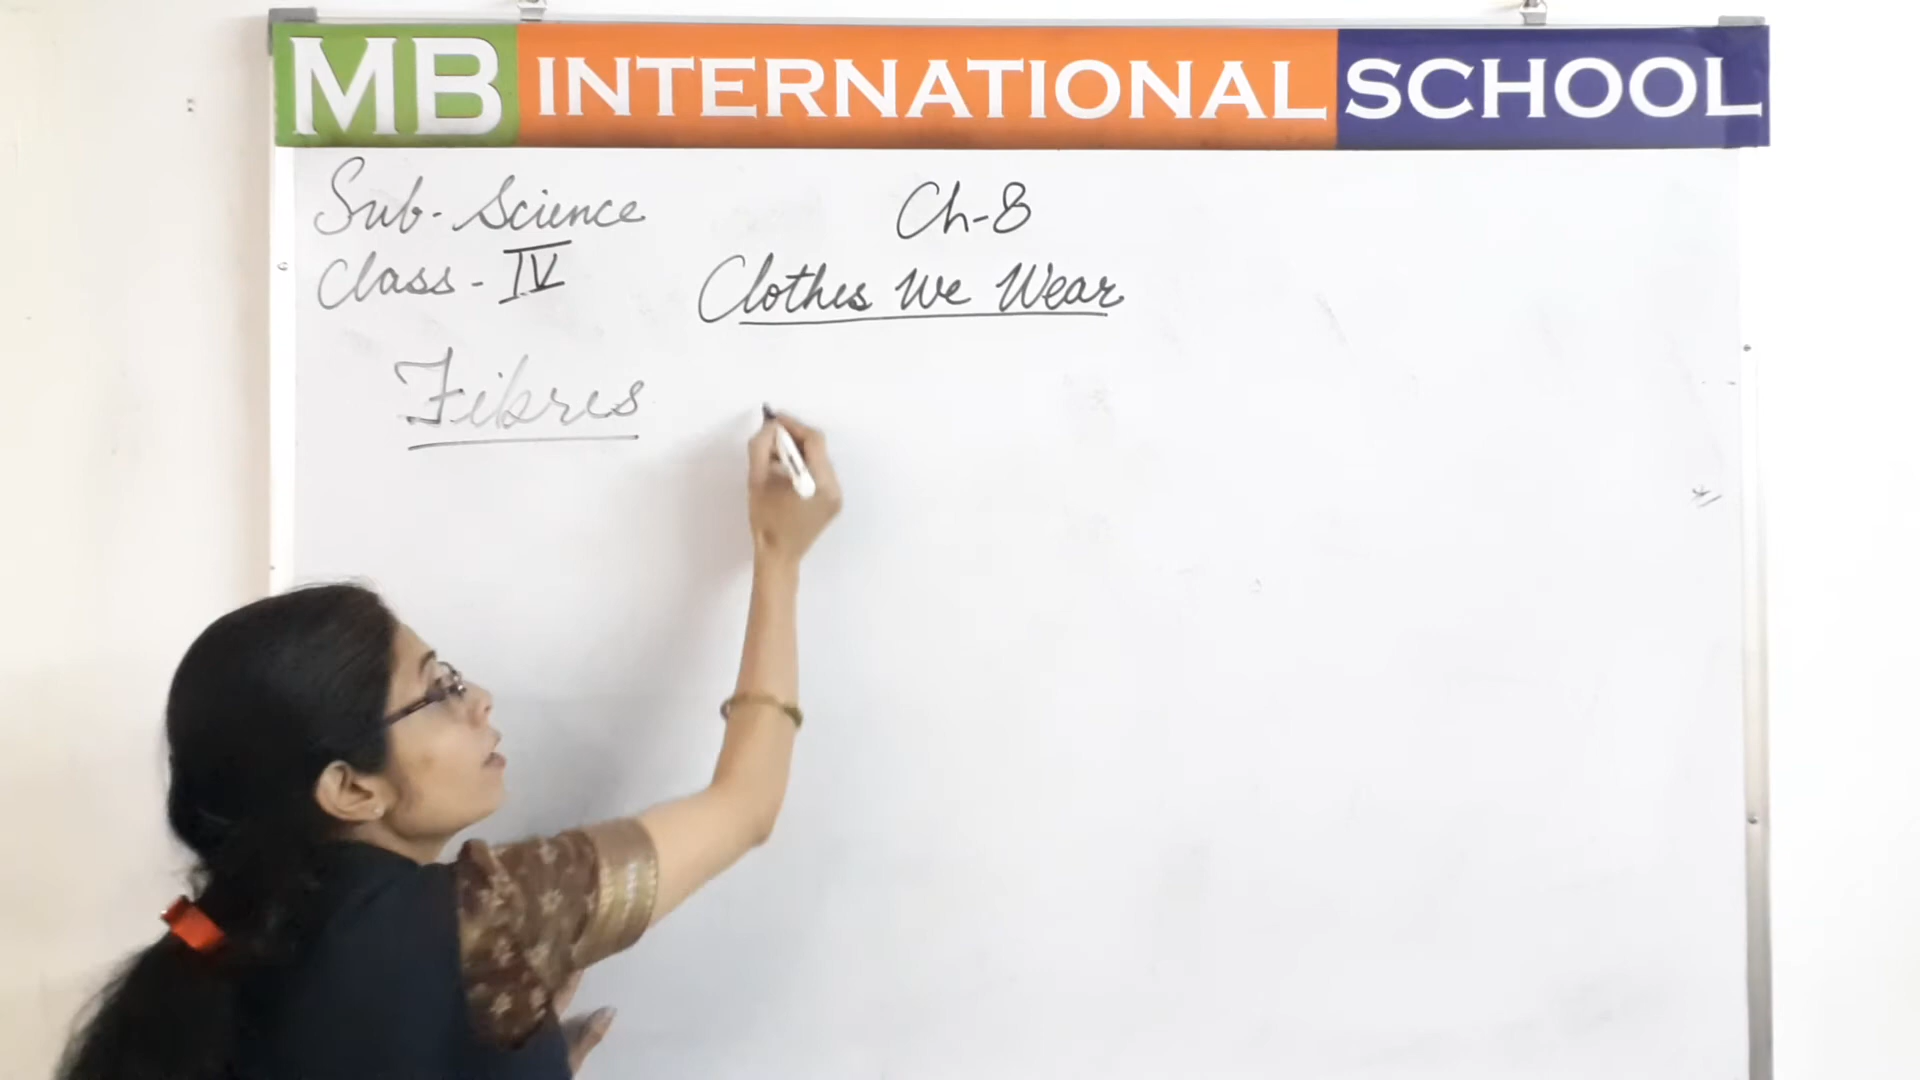 MB INTERNATIONAL SCHOOL
Sub- Science
Ch-8
Class - IV
Clothes We Wear
Fibres